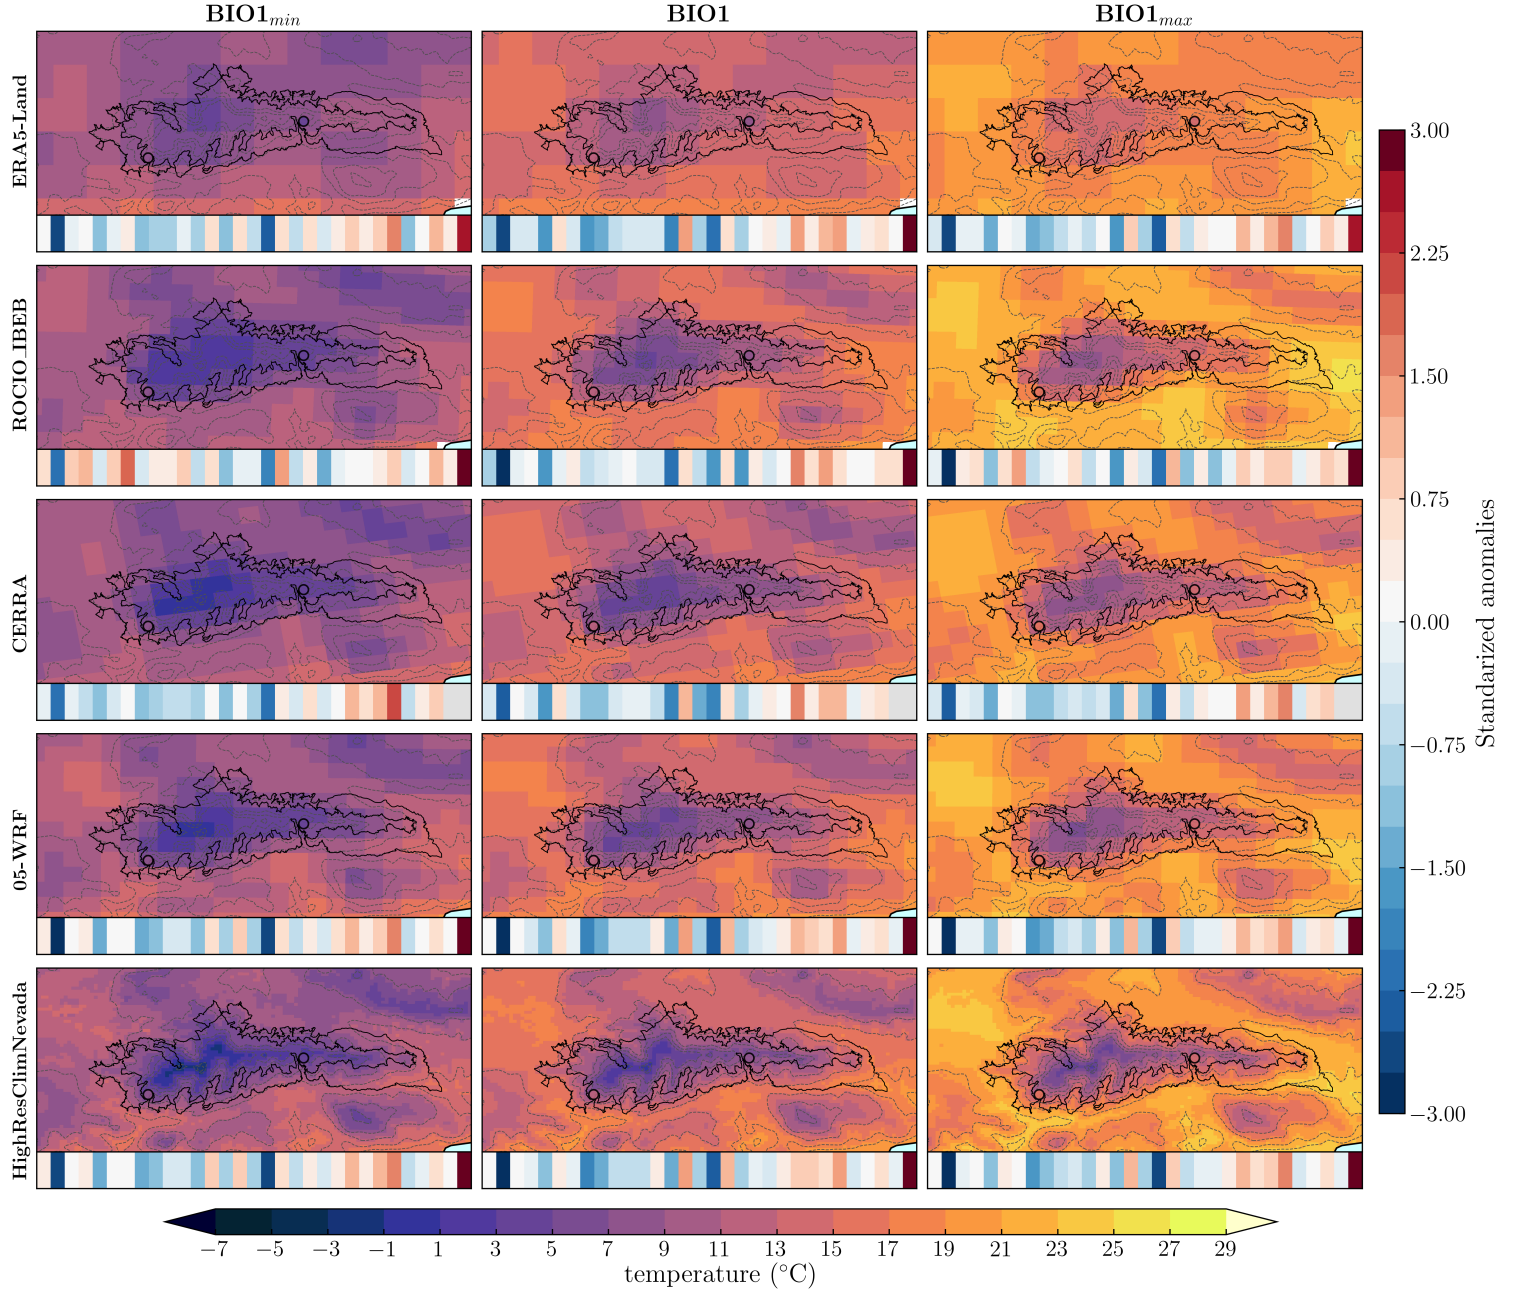 BIO1min BIO1 BIO1max
ERA5-Land
ROCIO_IBEB
CERRA
05-WRF
HighResClimNevada
3.00
2.25
1.50
0.75
0.00
−0.75
−1.50
−2.25
−3.00
Standarized anomalies
−7 −5 −3 −1 1 3 5 7 9 11 13 15 17 19 21 23 25 27 29
temperature (°C)